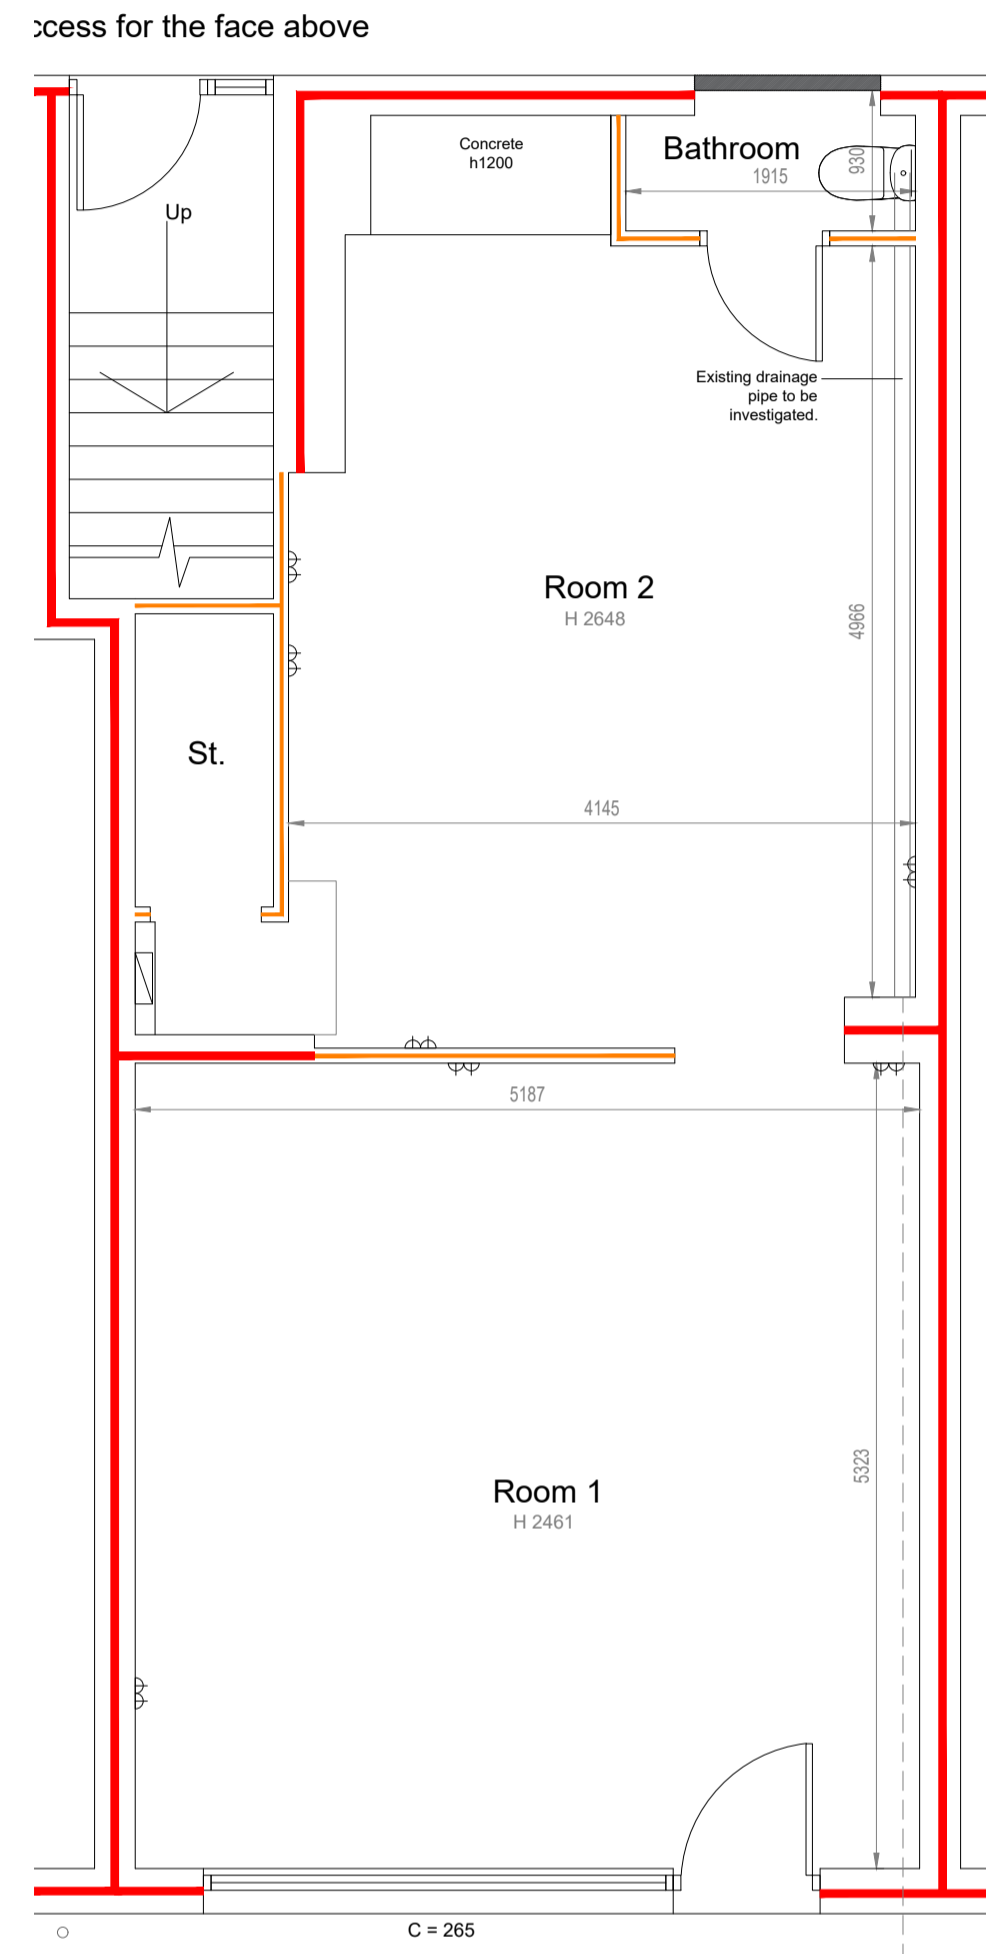 ccess for the face above
Concrete
h1200
Bathroom
1915
930
Up
Existing drainage
pipe to be
investigated.
Room 2
H 2648
4966
St.
4145
5187
Room 1
H 2461
5323
C = 265